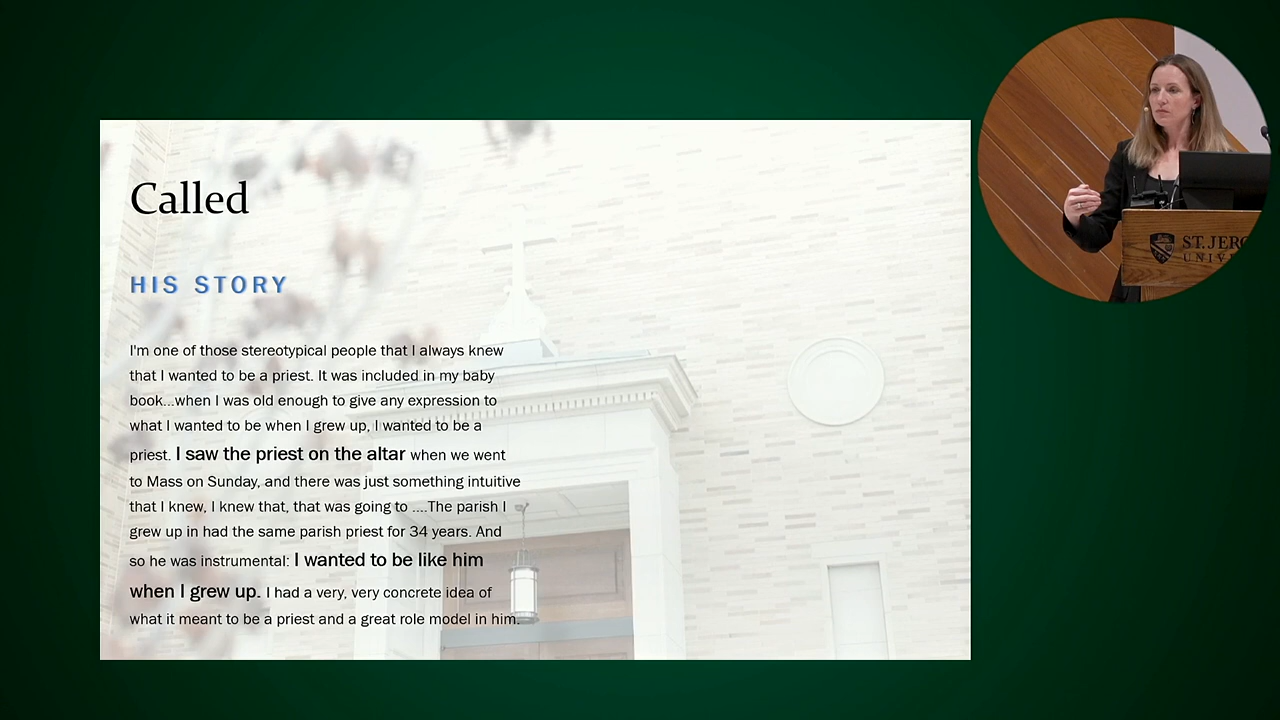 Called
HIS STORY
I'm one of those stereotypical people that I always knew
that I wanted to be a priest. It was included in my baby
book...when I was old enough to give any expression to
what I wanted to be when I grew up, I wanted to be a
priest. I saw the priest on the altar when we went
to Mass on Sunday, and there was just something intuitive
that I knew, I knew that, that was going to ....The parish I
grew up in had the same parish priest for 34 years. And
so he was instrumental: I wanted to be like him
when I grew up. I had a very, very concrete idea of
what it meant to be a priest and a great role model in him.
ST. JERO
UNIVE